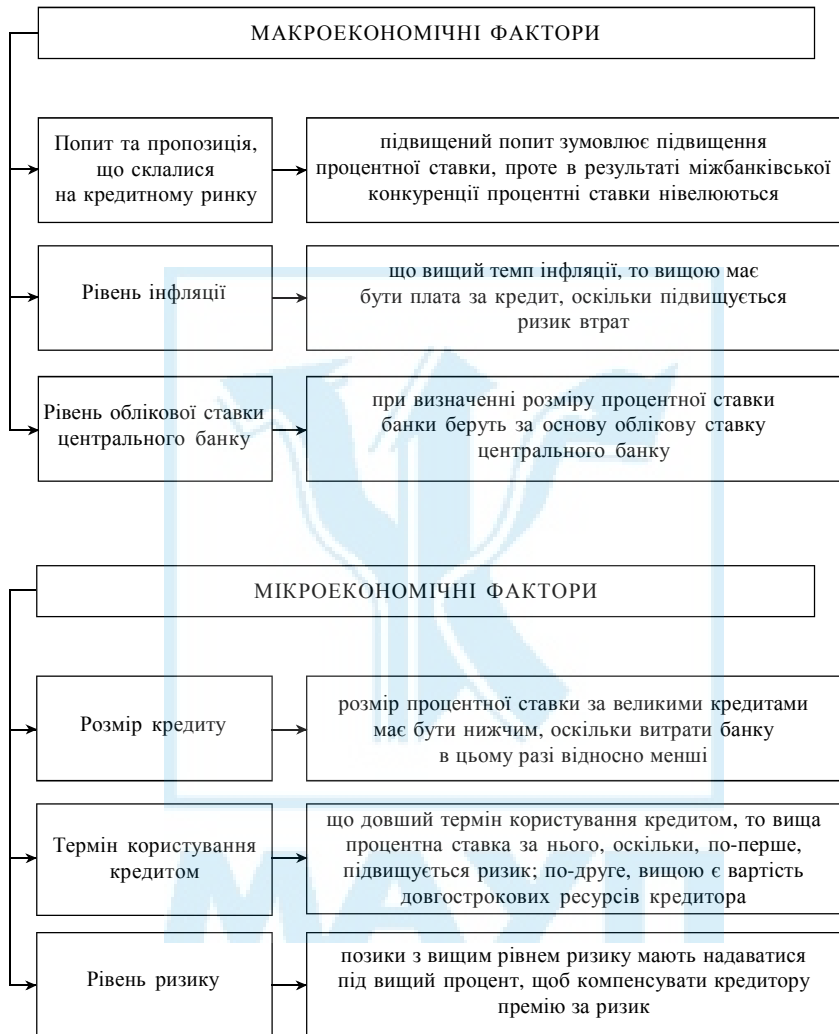 МАКРОЕКОНОМІЧНІ ФАКТОРИ
Попит та пропозиція,
що склалися
на кредитному ринку
підвищений попит зумовлює підвищення
процентної ставки, проте в результаті міжбанківської
конкуренції процентні ставки нівелюються
Рівень інфляції
що вищий темп інфляції, то вищою має
бути плата за кредит, оскільки підвищується
ризик втрат
Рівень облікової ставки
центрального банку
при визначенні розміру процентної ставки
банки беруть за основу облікову ставку
центрального банку
МІКРОЕКОНОМІЧНІ ФАКТОРИ
Розмір кредиту
розмір процентної ставки за великими кредитами
має бути нижчим, оскільки витрати банку
в цьому разі відносно менші
Термін користування
кредитом
що довший термін користування кредитом, то вища
процентна ставка за нього, оскільки, по-перше,
підвищується ризик; по-друге, вищою є вартість
довгострокових ресурсів кредитора
Рівень ризику
позики з вищим рівнем ризику мають надаватися
під вищий процент, щоб компенсувати кредитору
премію за ризик
МАУП